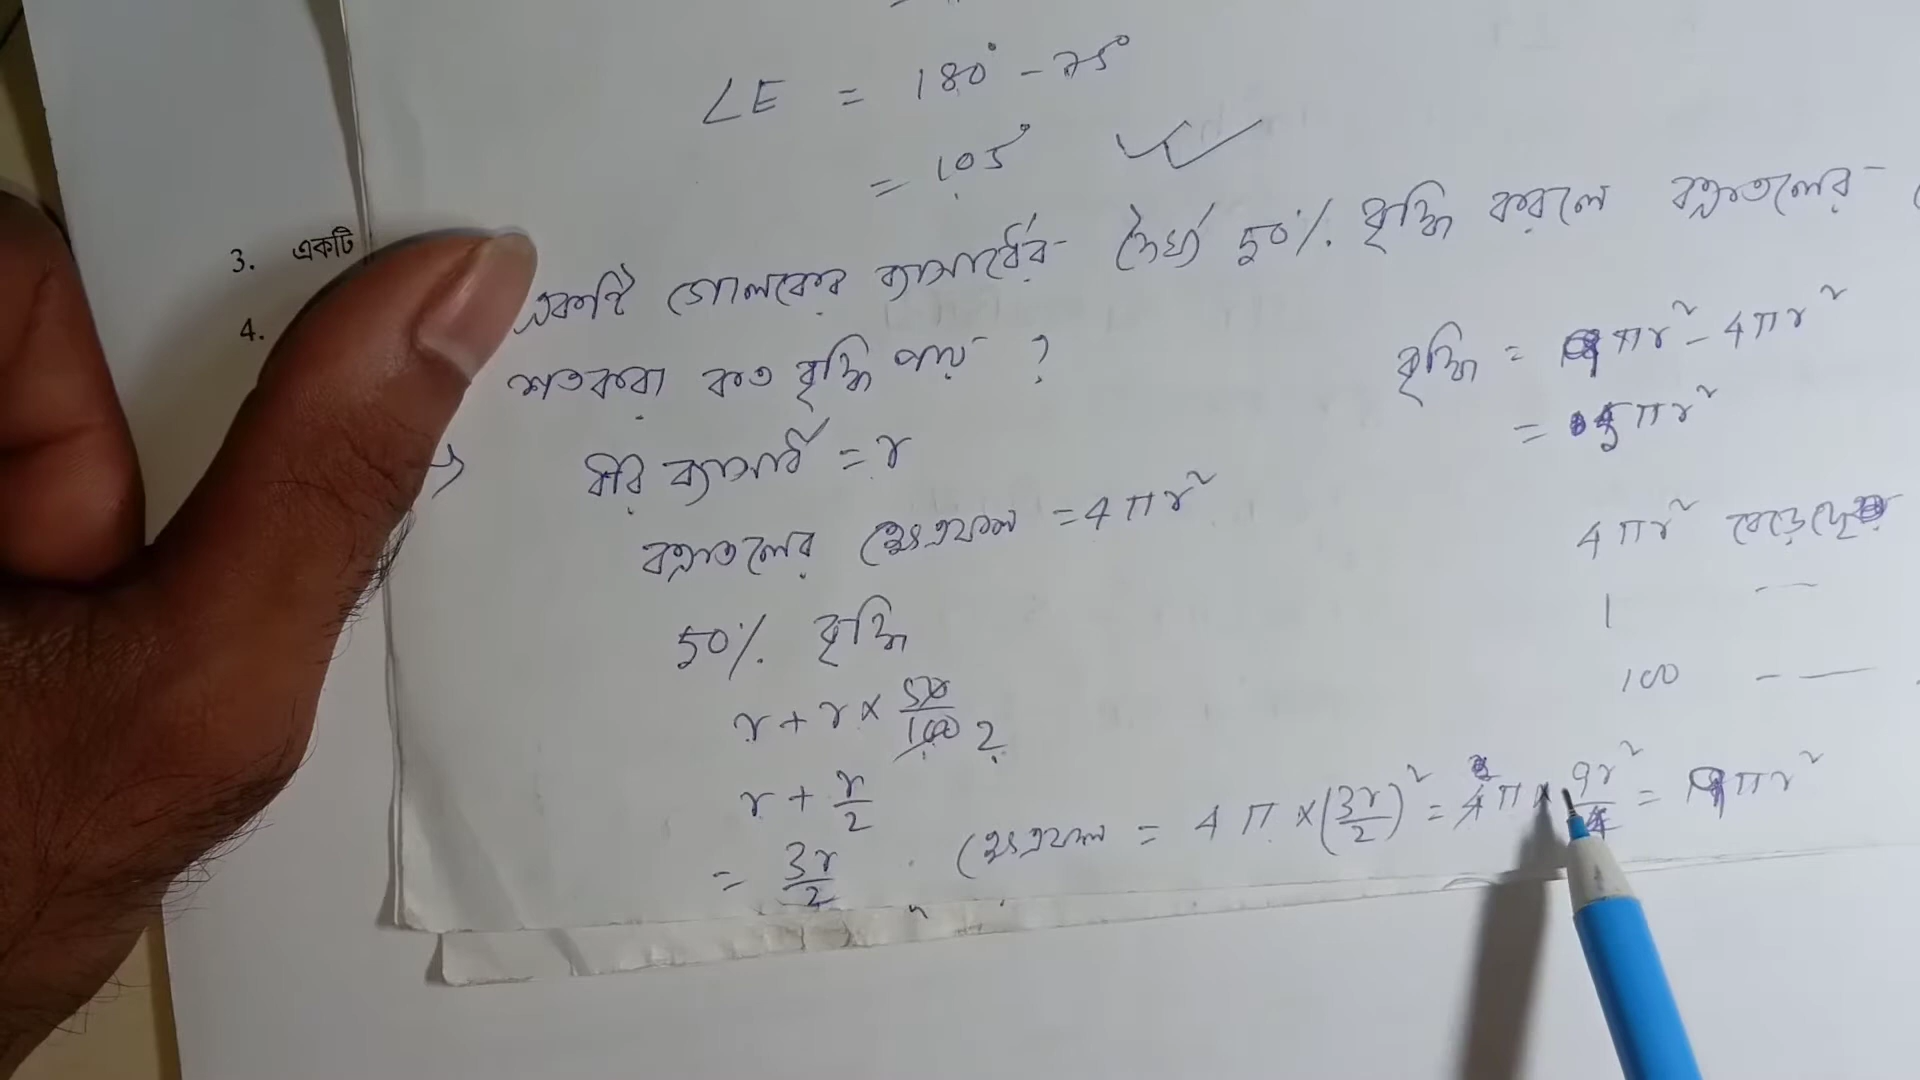 ∠E = 180° - 75°
= 105°
3. একটি
4.
একটি গোলকের ব্যাসার্ধের দৈর্ঘ্য 50% বৃদ্ধি করলে বক্রতলের
শতকরা কত বৃদ্ধি পায় ?
ধরি ব্যাসার্ধ = r
বক্রতলের ক্ষেত্রফল = 4πr²
50% বৃদ্ধি
r + r × 50/100 2
r + r/2
= 3r/2
ক্ষেত্রফল = 4π × (3r/2)² = 4π × 9r²/4 = 9πr²
বৃদ্ধি = 9πr² - 4πr²
= 5πr²
4πr² বেড়েছে
1 —
100 — —